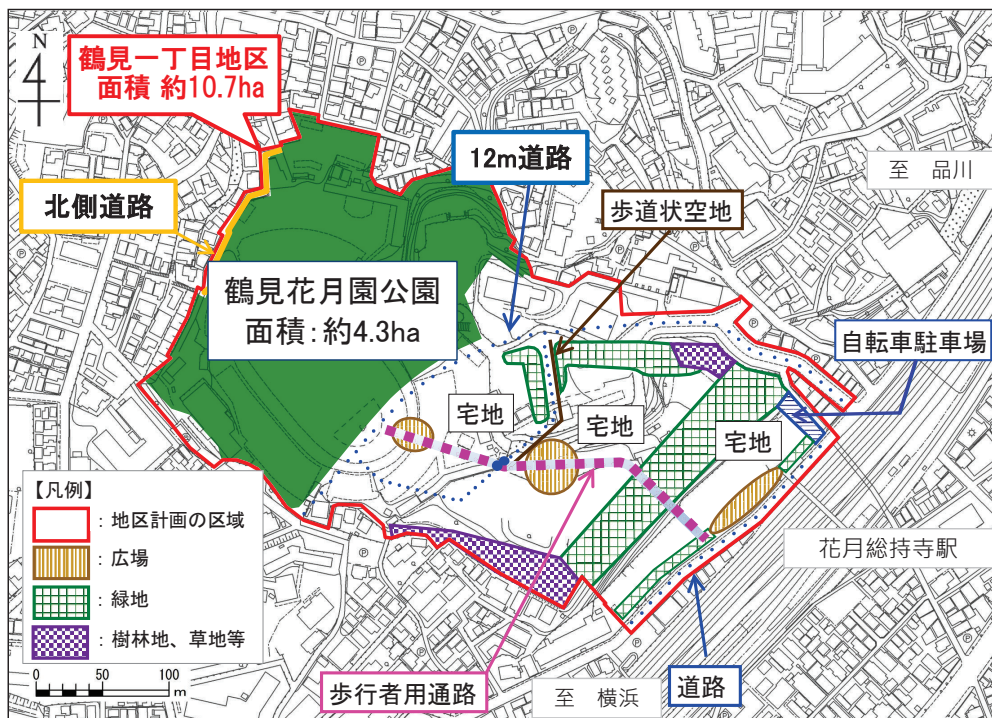 N
鶴見一丁目地区
面積 約10.7ha
12m道路
至 品川
歩道状空地
北側道路
鶴見花月園公園
面積：約4.3ha
自転車駐車場
宅地
宅地
宅地
【凡例】
：地区計画の区域
：広場
：緑地
：樹林地、草地等
0 50 100
m
花月総持寺駅
歩行者用通路
至 横浜
道路